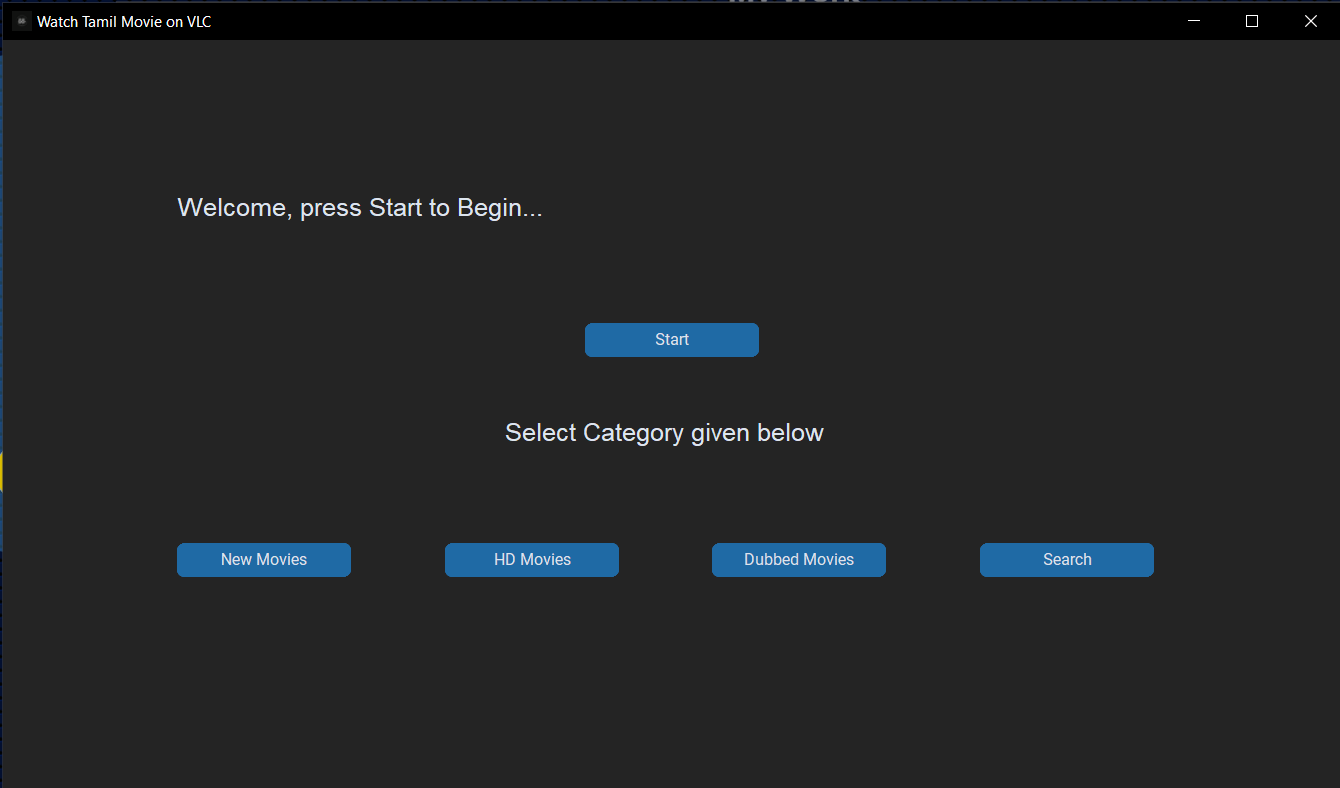 Watch Tamil Movie on VLC
Welcome, press Start to Begin...
Start
Select Category given below
New Movies
HD Movies
Dubbed Movies
Search